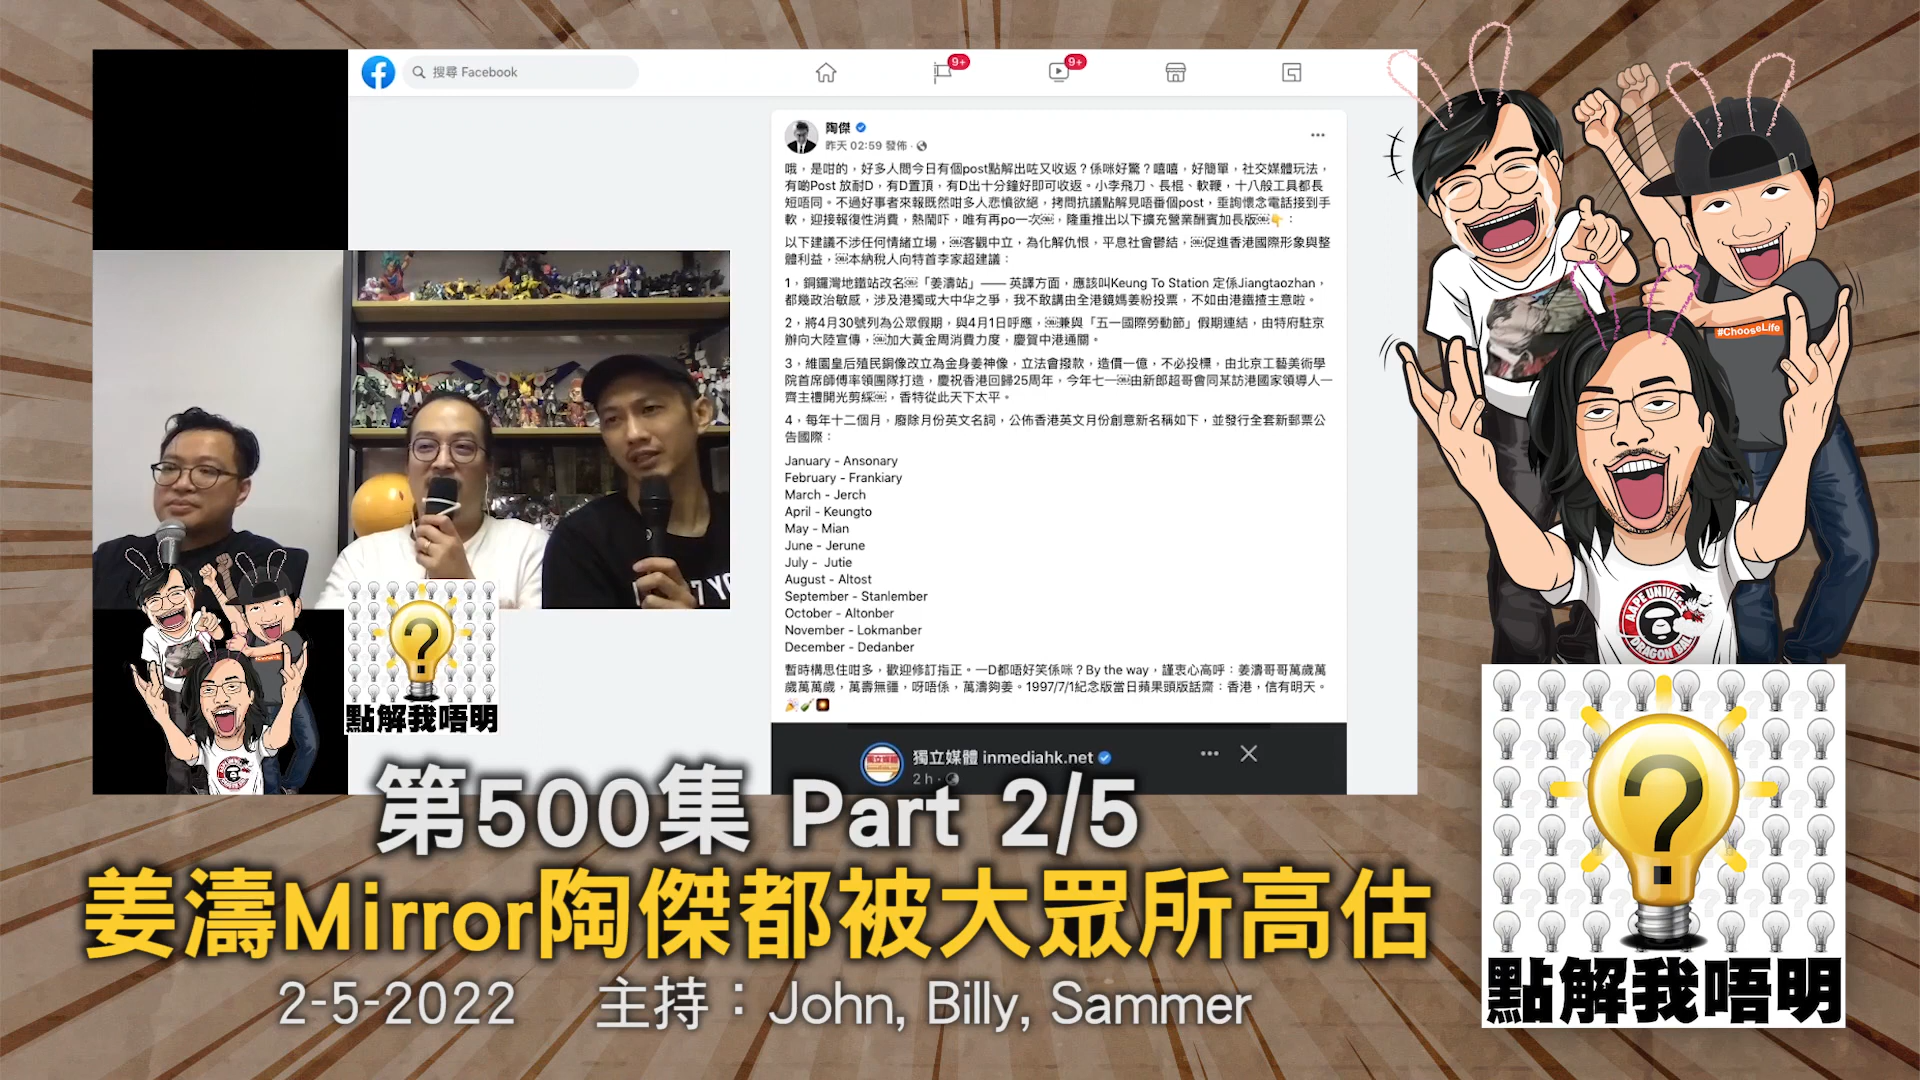 搜尋 Facebook
9+
9+
陶傑
昨天 02:59 發佈
哦，是咁的，好多人問今日有個post點解出咗又收返？係咪好驚？嘻嘻，好簡單，社交媒體玩法，
有啲Post 放耐D，有D置頂，有D出十分鐘好即可收返。小李飛刀、長棍、軟鞭，十八般工具都長
短唔同。不過好事者來報既然咁多人悲憤欲絕，拷問抗議點解見唔番個post，垂詢懷念電話接到手
軟，迎接報復性消費，熱鬧吓，唯有再po一次￼，隆重推出以下擴充營業酬賓加長版￼👇：
以下建議不涉任何情緒立場，￼客觀中立，為化解仇恨，平息社會鬱結，￼促進香港國際形象與整
體利益，￼本納稅人向特首李家超建議：
1，銅鑼灣地鐵站改名￼「姜濤站」—— 英譯方面，應該叫Keung To Station 定係Jiangtaozhan，
都幾政治敏感，涉及港獨或大中华之爭，我不敢講由全港鏡媽姜粉投票，不如由港鐵揸主意啦。
2，將4月30號列為公眾假期，與4月1日呼應，￼兼與「五一國際勞動節」假期連結，由特府駐京
辦向大陸宣傳，￼加大黃金周消費力度，慶賀中港通關。
3，維園皇后殖民銅像改立為金身姜神像，立法會撥款，造價一億，不必投標，由北京工藝美術學
院首席師傅率領團隊打造，慶祝香港回歸25周年，今年七一￼由新郎超哥會同某訪港國家領導人一
齊主禮開光剪綵￼，香特從此天下太平。
4，每年十二個月，廢除月份英文名詞，公佈香港英文月份創意新名稱如下，並發行全套新郵票公
告國際：
January - Ansonary
February - Frankiary
March - Jerch
April - Keungto
May - Mian
June - Jerune
July - Jutie
August - Altost
September - Stanlember
October - Altonber
November - Lokmanber
December - Dedanber
暫時構思住咁多，歡迎修訂指正。一D都唔好笑係咪？By the way，謹衷心高呼：姜濤哥哥萬歲萬
歲萬萬歲，萬壽無疆，呀唔係，萬濤夠姜。1997/7/1紀念版當日蘋果頭版話齋：香港，信有明天。
🎉🍾🎇
獨立媒體 inmediahk.net
2 h
點解我唔明
#ChooseLife
AAPE UNIVERSE
DRAGON BALL
第500集 Part 2/5
姜濤Mirror陶傑都被大眾所高估
2-5-2022 主持：John, Billy, Sammer
點解我唔明